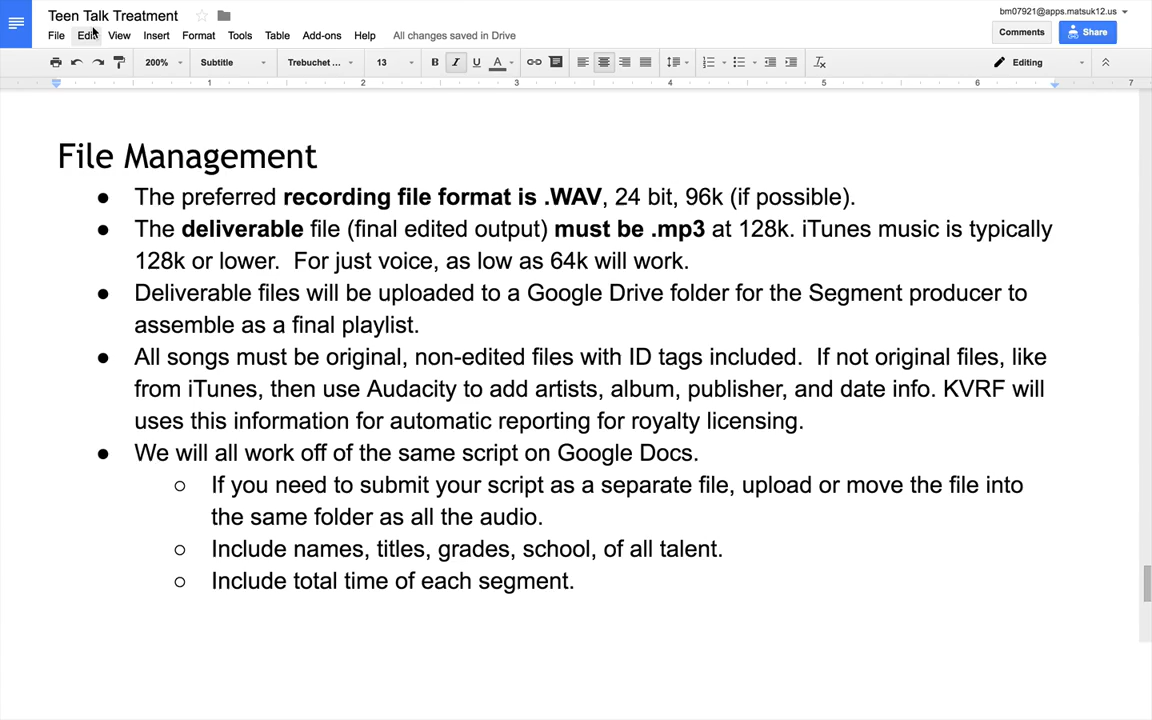 Teen Talk Treatment
bm07921@apps.matsuk12.us
File Edit View Insert Format Tools Table Add-ons Help All changes saved in Drive
Comments Share
200% Subtitle Trebuchet ... 13 B I U A Editing
1 2 3 4 5 6 7
File Management
● The preferred recording file format is .WAV, 24 bit, 96k (if possible).
● The deliverable file (final edited output) must be .mp3 at 128k. iTunes music is typically
128k or lower. For just voice, as low as 64k will work.
● Deliverable files will be uploaded to a Google Drive folder for the Segment producer to
assemble as a final playlist.
● All songs must be original, non-edited files with ID tags included. If not original files, like
from iTunes, then use Audacity to add artists, album, publisher, and date info. KVRF will
uses this information for automatic reporting for royalty licensing.
● We will all work off of the same script on Google Docs.
○ If you need to submit your script as a separate file, upload or move the file into
the same folder as all the audio.
○ Include names, titles, grades, school, of all talent.
○ Include total time of each segment.